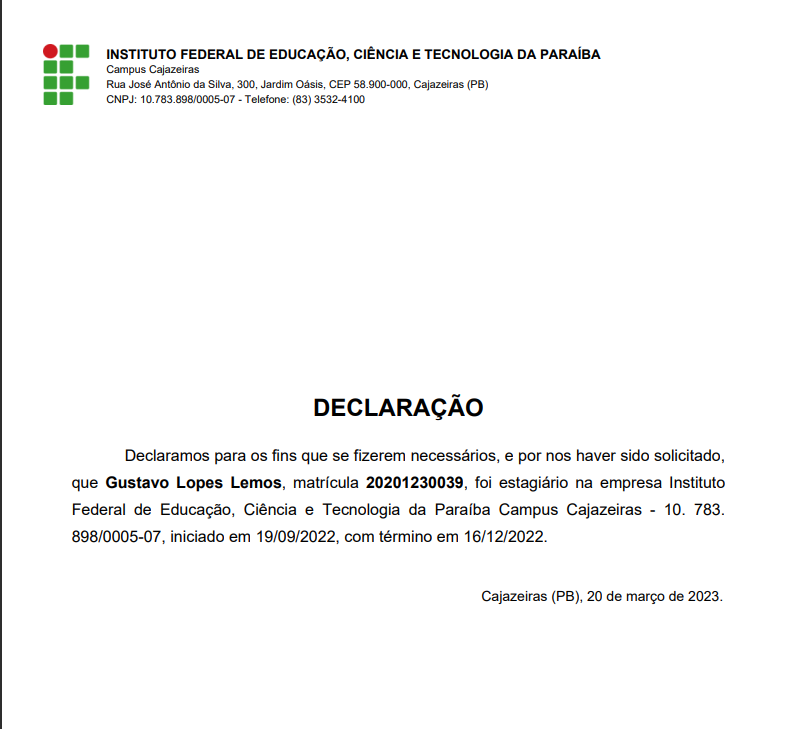 INSTITUTO FEDERAL DE EDUCAÇÃO, CIÊNCIA E TECNOLOGIA DA PARAÍBA
Campus Cajazeiras
Rua José Antônio da Silva, 300, Jardim Oásis, CEP 58.900-000, Cajazeiras (PB)
CNPJ: 10.783.898/0005-07 - Telefone: (83) 3532-4100
DECLARAÇÃO
Declaramos para os fins que se fizerem necessários, e por nos haver sido solicitado,
que Gustavo Lopes Lemos, matrícula 20201230039, foi estagiário na empresa Instituto
Federal de Educação, Ciência e Tecnologia da Paraíba Campus Cajazeiras - 10. 783.
898/0005-07, iniciado em 19/09/2022, com término em 16/12/2022.
Cajazeiras (PB), 20 de março de 2023.